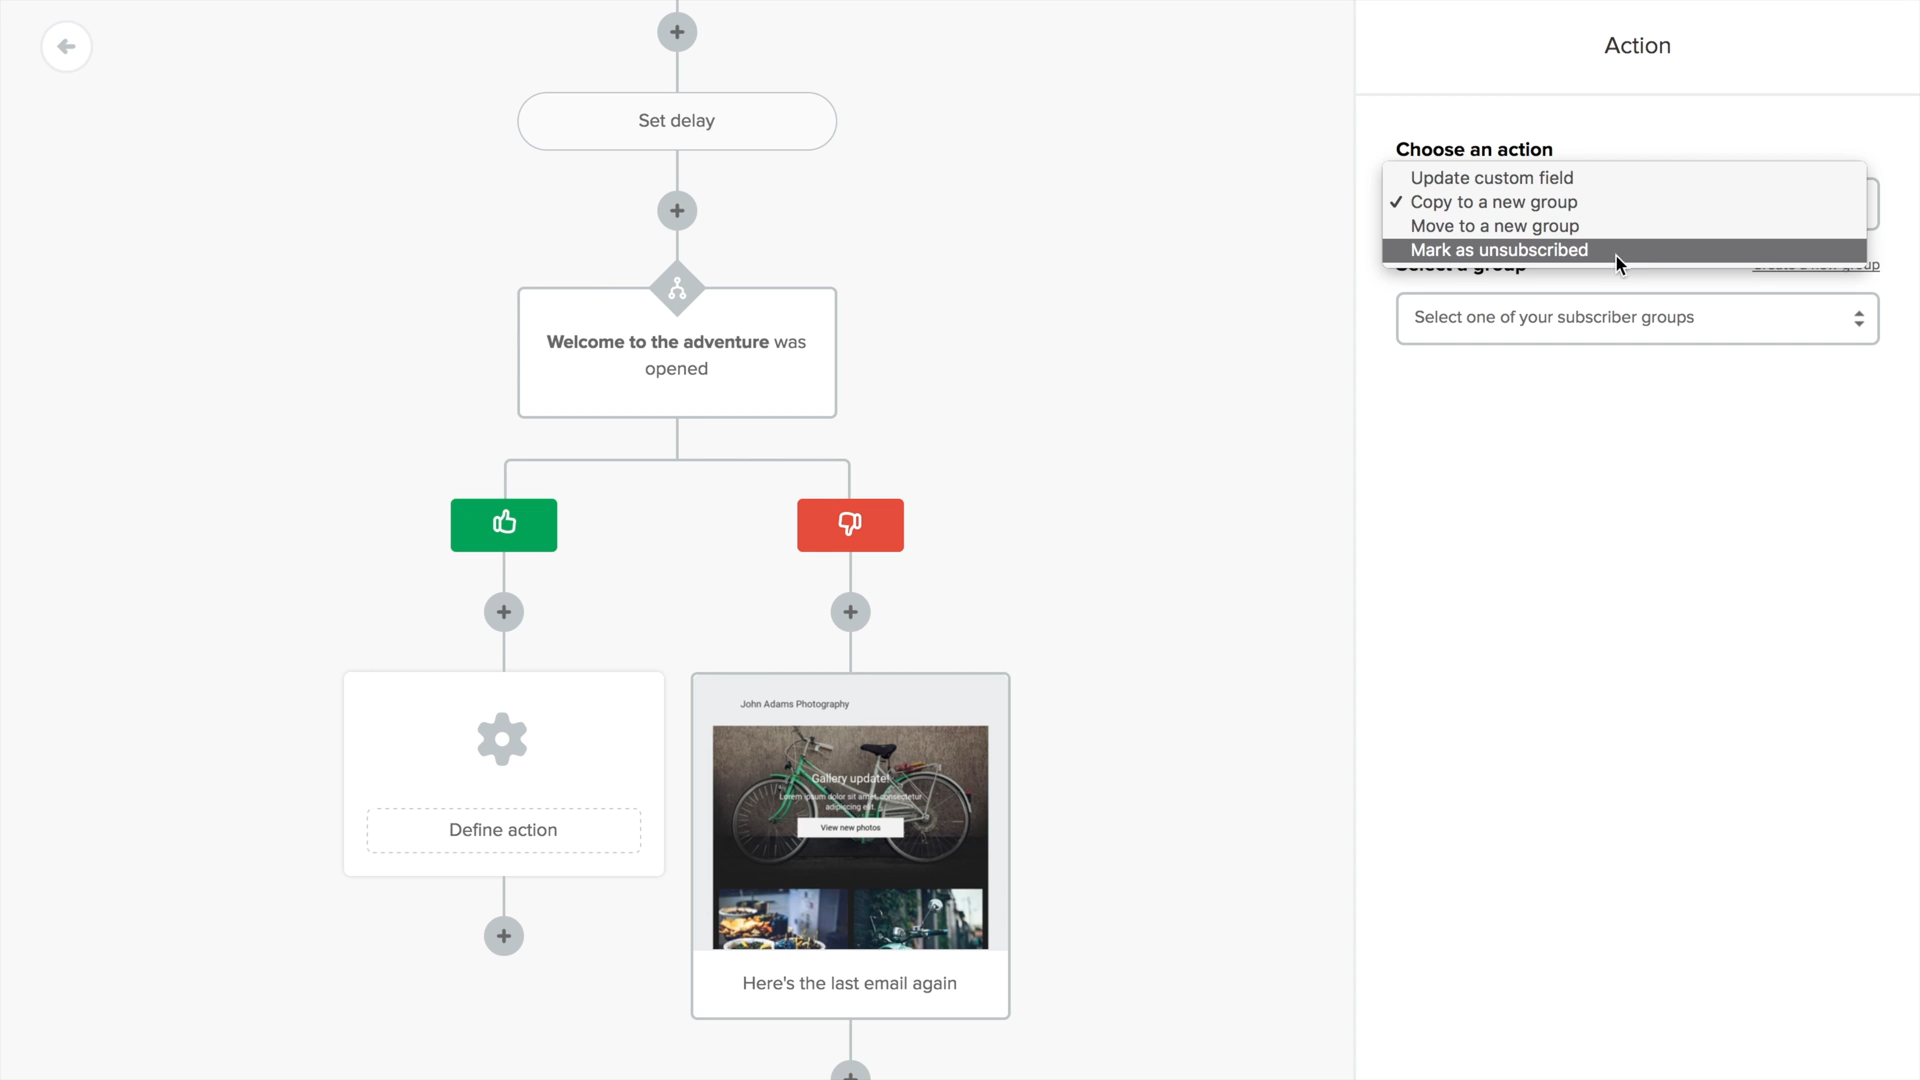 Set delay
Welcome to the adventure was
opened
Define action
John Adams Photography
Gallery update!
Lorem ipsum dolor sit amet, consectetur
adipiscing elit.
View new photos
Here's the last email again
Action
Choose an action
Update custom field
✓ Copy to a new group
Move to a new group
Mark as unsubscribed
Select a group
Create a new group
Select one of your subscriber groups